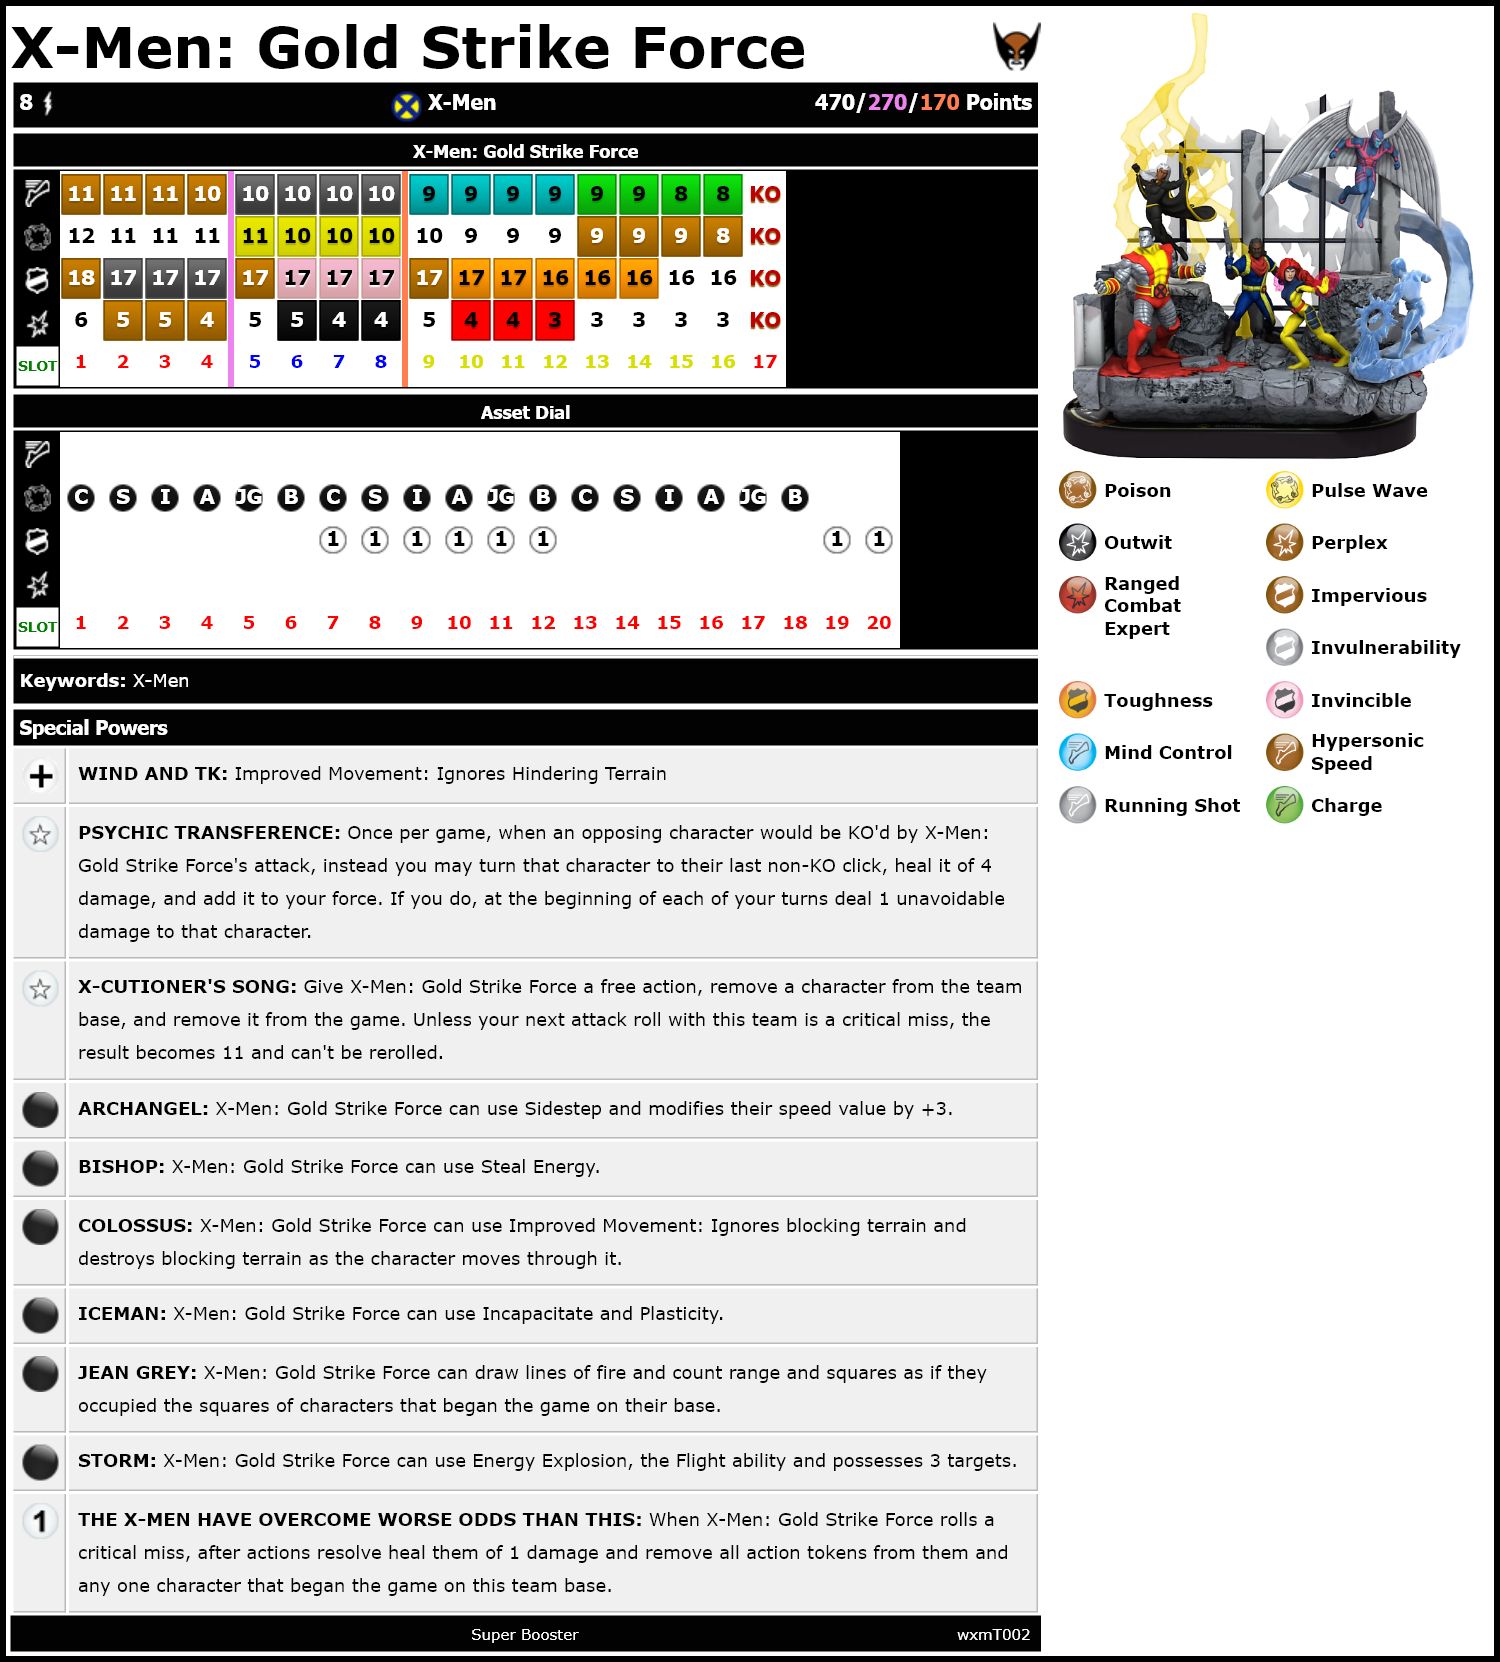 X-Men: Gold Strike Force
8 X-Men 470/270/170 Points
X-Men: Gold Strike Force
11 11 11 10 10 10 10 10 9 9 9 9 9 9 8 8 KO
12 11 11 11 11 10 10 10 10 9 9 9 9 9 9 8 KO
18 17 17 17 17 17 17 17 17 17 17 16 16 16 16 16 KO
6 5 5 4 5 5 4 4 5 4 4 3 3 3 3 3 KO
SLOT 1 2 3 4 5 6 7 8 9 10 11 12 13 14 15 16 17
Asset Dial
C S I A JG B C S I A JG B C S I A JG B
1 1 1 1 1 1 1 1
SLOT 1 2 3 4 5 6 7 8 9 10 11 12 13 14 15 16 17 18 19 20
Keywords: X-Men
Special Powers
WIND AND TK: Improved Movement: Ignores Hindering Terrain
PSYCHIC TRANSFERENCE: Once per game, when an opposing character would be KO'd by X-Men:
Gold Strike Force's attack, instead you may turn that character to their last non-KO click, heal it of 4
damage, and add it to your force. If you do, at the beginning of each of your turns deal 1 unavoidable
damage to that character.
X-CUTIONER'S SONG: Give X-Men: Gold Strike Force a free action, remove a character from the team
base, and remove it from the game. Unless your next attack roll with this team is a critical miss, the
result becomes 11 and can't be rerolled.
ARCHANGEL: X-Men: Gold Strike Force can use Sidestep and modifies their speed value by +3.
BISHOP: X-Men: Gold Strike Force can use Steal Energy.
COLOSSUS: X-Men: Gold Strike Force can use Improved Movement: Ignores blocking terrain and
destroys blocking terrain as the character moves through it.
ICEMAN: X-Men: Gold Strike Force can use Incapacitate and Plasticity.
JEAN GREY: X-Men: Gold Strike Force can draw lines of fire and count range and squares as if they
occupied the squares of characters that began the game on their base.
STORM: X-Men: Gold Strike Force can use Energy Explosion, the Flight ability and possesses 3 targets.
1 THE X-MEN HAVE OVERCOME WORSE ODDS THAN THIS: When X-Men: Gold Strike Force rolls a
critical miss, after actions resolve heal them of 1 damage and remove all action tokens from them and
any one character that began the game on this team base.
Super Booster wxmT002
Poison Pulse Wave
Outwit Perplex
Ranged
Combat
Expert
Impervious
Invulnerability
Toughness Invincible
Mind Control
Hypersonic
Speed
Running Shot Charge